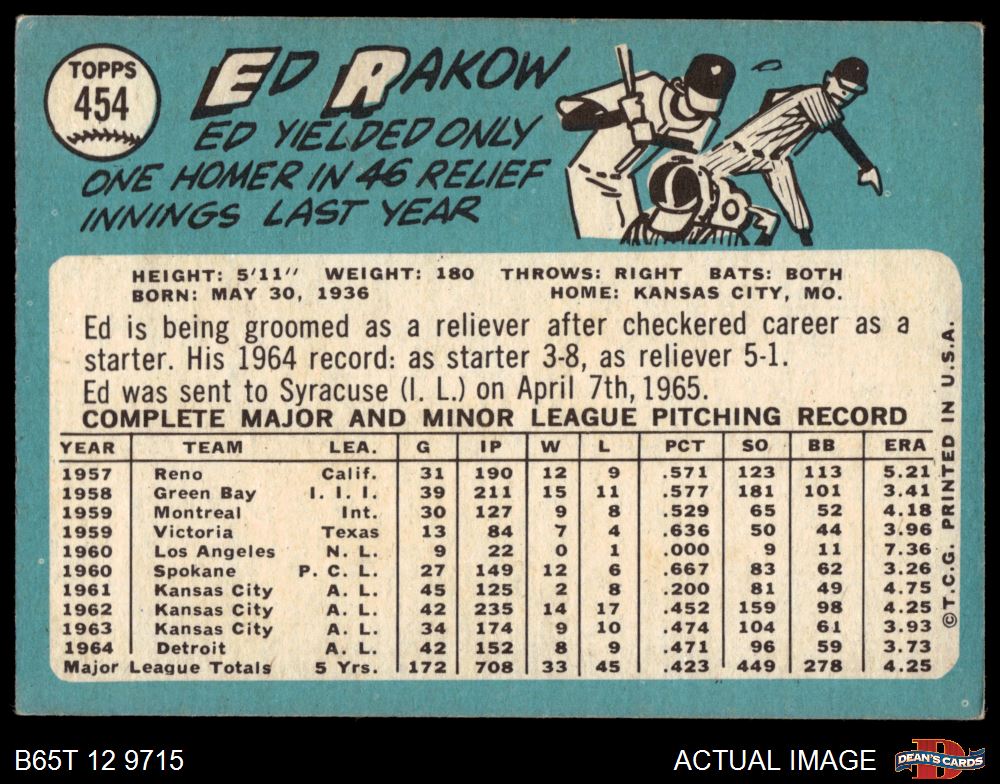 TOPPS
454
ED RAKOW
ED YIELDED ONLY
ONE HOMER IN 46 RELIEF
INNINGS LAST YEAR
HEIGHT: 5'11" WEIGHT: 180 THROWS: RIGHT BATS: BOTH
BORN: MAY 30, 1936 HOME: KANSAS CITY, MO.
Ed is being groomed as a reliever after checkered career as a
starter. His 1964 record: as starter 3-8, as reliever 5-1.
Ed was sent to Syracuse (I. L.) on April 7th, 1965.
COMPLETE MAJOR AND MINOR LEAGUE PITCHING RECORD
YEAR TEAM LEA. G IP W L PCT SO BB ERA
1957 Reno Calif. 31 190 12 9 .571 123 113 5.21
1958 Green Bay I. I. I. 39 211 15 11 .577 181 101 3.41
1959 Montreal Int. 30 127 9 8 .529 65 52 4.18
1959 Victoria Texas 13 84 7 4 .636 50 44 3.96
1960 Los Angeles N. L. 9 22 0 1 .000 9 11 7.36
1960 Spokane P. C. L. 27 149 12 6 .667 83 62 3.26
1961 Kansas City A. L. 45 125 2 8 .200 81 49 4.75
1962 Kansas City A. L. 42 235 14 17 .452 159 98 4.25
1963 Kansas City A. L. 34 174 9 10 .474 104 61 3.93
1964 Detroit A. L. 42 152 8 9 .471 96 59 3.73
Major League Totals 5 Yrs. 172 708 33 45 .423 449 278 4.25
©T.C.G. PRINTED IN U.S.A.
B65T 12 9715
ACTUAL IMAGE
DEAN'S CARDS